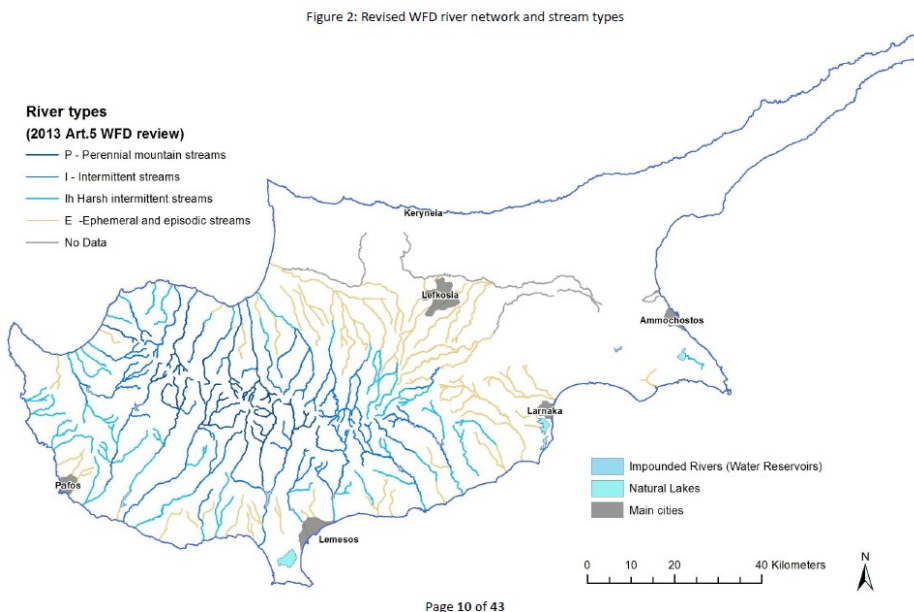 Figure 2: Revised WFD river network and stream types
River types
(2013 Art.5 WFD review)
P - Perennial mountain streams
I - Intermittent streams
Ih Harsh intermittent streams
E -Ephemeral and episodic streams
No Data
Keryneia
Lefkosia
Ammochostos
Larnaka
Pafos
Lemesos
Impounded Rivers (Water Reservoirs)
Natural Lakes
Main cities
0 10 20 40 Kilometers
N
Page 10 of 43